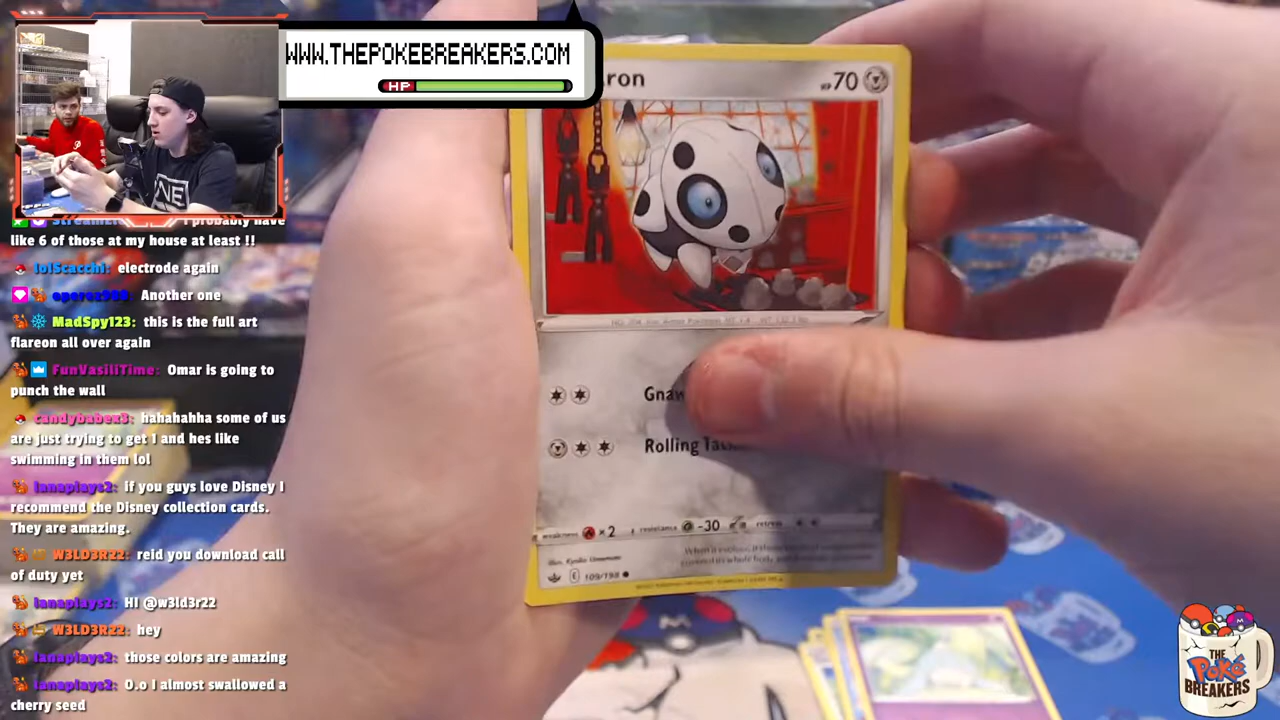 WWW.THEPOKEBREAKERS.COM
HP
ron HP70
Gnaw
Rolling
weakness ×2 resistance -30 retreat
E 109/198
I probably have
like 6 of those at my house at least !!
lolScacchi: electrode again
Another one
MadSpy123: this is the full art
flareon all over again
FunVasiliTime: Omar is going to
punch the wall
candybabex3: hahahahha some of us
are just trying to get 1 and hes like
swimming in them lol
lanaplays2: if you guys love Disney I
recommend the Disney collection cards.
They are amazing.
W3LD3R22: reid you download call
of duty yet
lanaplays2: HI @w3ld3r22
W3LD3R22: hey
lanaplays2: those colors are amazing
lanaplays2: O.o I almost swallowed a
cherry seed
THE
Poké
BREAKERS